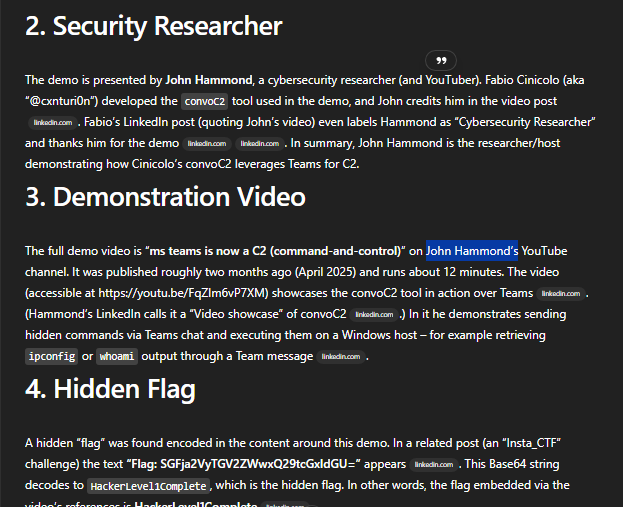 2. Security Researcher
The demo is presented by John Hammond, a cybersecurity researcher (and YouTuber). Fabio Cinicolo (aka
"@cxnturi0n") developed the convoC2 tool used in the demo, and John credits him in the video post
linkedin.com . Fabio's LinkedIn post (quoting John's video) even labels Hammond as "Cybersecurity Researcher"
and thanks him for the demo linkedin.com linkedin.com . In summary, John Hammond is the researcher/host
demonstrating how Cinicolo's convoC2 leverages Teams for C2.
3. Demonstration Video
The full demo video is "ms teams is now a C2 (command-and-control)" on John Hammond's YouTube
channel. It was published roughly two months ago (April 2025) and runs about 12 minutes. The video
(accessible at https://youtu.be/FqZIm6vP7XM) showcases the convoC2 tool in action over Teams linkedin.com .
(Hammond's LinkedIn calls it a "Video showcase" of convoC2 linkedin.com .) In it he demonstrates sending
hidden commands via Teams chat and executing them on a Windows host – for example retrieving
ipconfig or whoami output through a Team message linkedin.com .
4. Hidden Flag
A hidden "flag" was found encoded in the content around this demo. In a related post (an "Insta_CTF"
challenge) the text "Flag: SGFja2VyTGV2ZWwxQ29tcGxldGU=" appears linkedin.com . This Base64 string
decodes to HackerLevel1Complete , which is the hidden flag. In other words, the flag embedded via the
video's references is HackerLevel1Complete linkedin.com